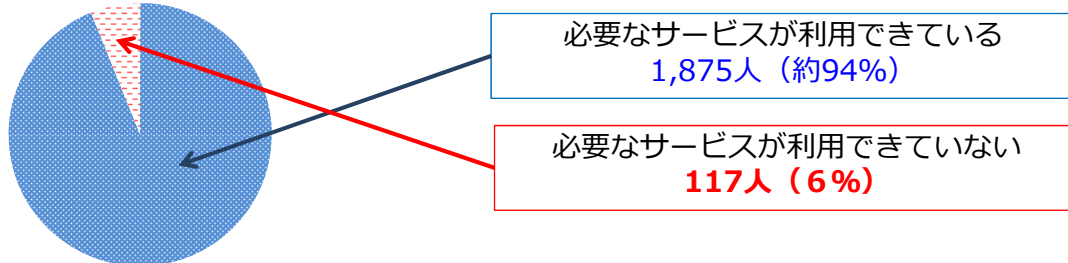 必要なサービスが利用できている
1,875人（約94%）
必要なサービスが利用できていない
117人（６％）